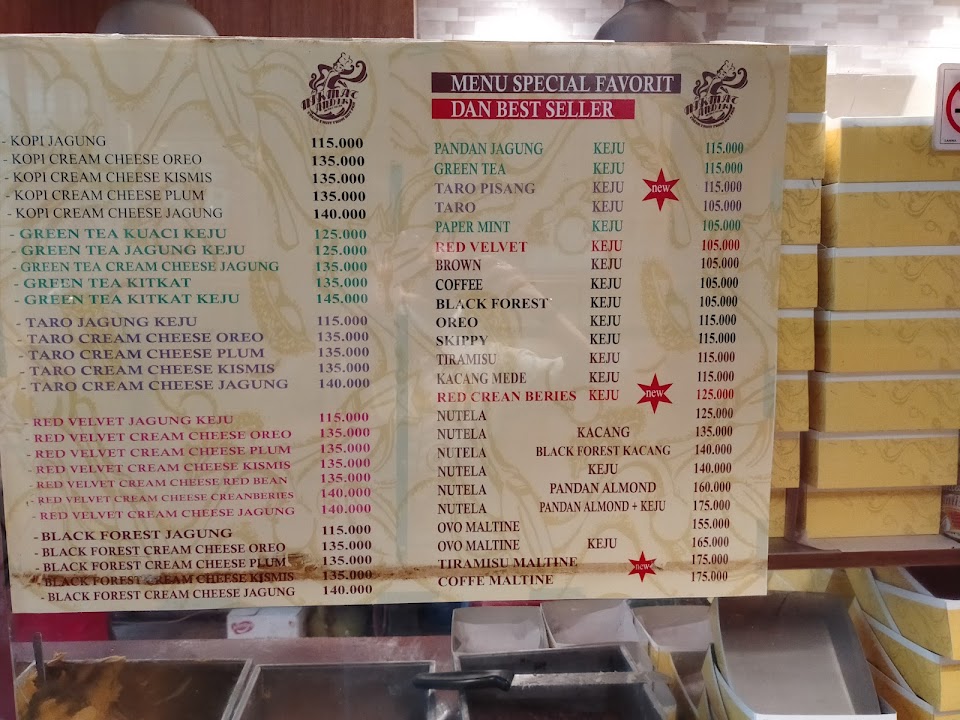 NIKMAT ANDIR
- KOPI JAGUNG 115.000
- KOPI CREAM CHEESE OREO 135.000
- KOPI CREAM CHEESE KISMIS 135.000
- KOPI CREAM CHEESE PLUM 135.000
- KOPI CREAM CHEESE JAGUNG 140.000
- GREEN TEA KUACI KEJU 125.000
- GREEN TEA JAGUNG KEJU 125.000
- GREEN TEA CREAM CHEESE JAGUNG 135.000
- GREEN TEA KITKAT 135.000
- GREEN TEA KITKAT KEJU 145.000
- TARO JAGUNG KEJU 115.000
- TARO CREAM CHEESE OREO 135.000
- TARO CREAM CHEESE PLUM 135.000
- TARO CREAM CHEESE KISMIS 135.000
- TARO CREAM CHEESE JAGUNG 140.000
- RED VELVET JAGUNG KEJU 115.000
- RED VELVET CREAM CHEESE OREO 135.000
- RED VELVET CREAM CHEESE PLUM 135.000
- RED VELVET CREAM CHEESE KISMIS 135.000
- RED VELVET CREAM CHEESE RED BEAN 135.000
- RED VELVET CREAM CHEESE CREANBERIES 140.000
- RED VELVET CREAM CHEESE JAGUNG 140.000
- BLACK FOREST JAGUNG 115.000
- BLACK FOREST CREAM CHEESE OREO 135.000
- BLACK FOREST CREAM CHEESE PLUM 135.000
- BLACK FOREST CREAM CHEESE KISMIS 135.000
- BLACK FOREST CREAM CHEESE JAGUNG 140.000
MENU SPECIAL FAVORIT
DAN BEST SELLER
NIKMAT ANDIR
PANDAN JAGUNG KEJU 115.000
GREEN TEA KEJU 115.000
TARO PISANG KEJU new 115.000
TARO KEJU 105.000
PAPER MINT KEJU 105.000
RED VELVET KEJU 105.000
BROWN KEJU 105.000
COFFEE KEJU 105.000
BLACK FOREST KEJU 105.000
OREO KEJU 115.000
SKIPPY KEJU 115.000
TIRAMISU KEJU 115.000
KACANG MEDE KEJU 115.000
RED CREAN BERIES KEJU new 125.000
NUTELA 125.000
NUTELA KACANG 135.000
NUTELA BLACK FOREST KACANG 140.000
NUTELA KEJU 140.000
NUTELA PANDAN ALMOND 160.000
NUTELA PANDAN ALMOND + KEJU 175.000
OVO MALTINE 155.000
OVO MALTINE KEJU 165.000
TIRAMISU MALTINE new 175.000
COFFE MALTINE 175.000